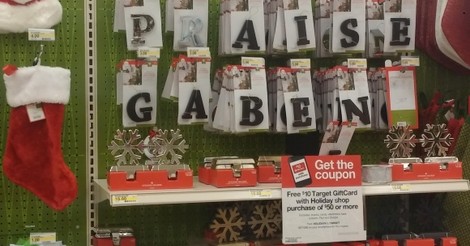 PRAISE
GABEN
Get the
coupon
Free $10 Target GiftCard
with Holiday shop
purchase of $50 or more